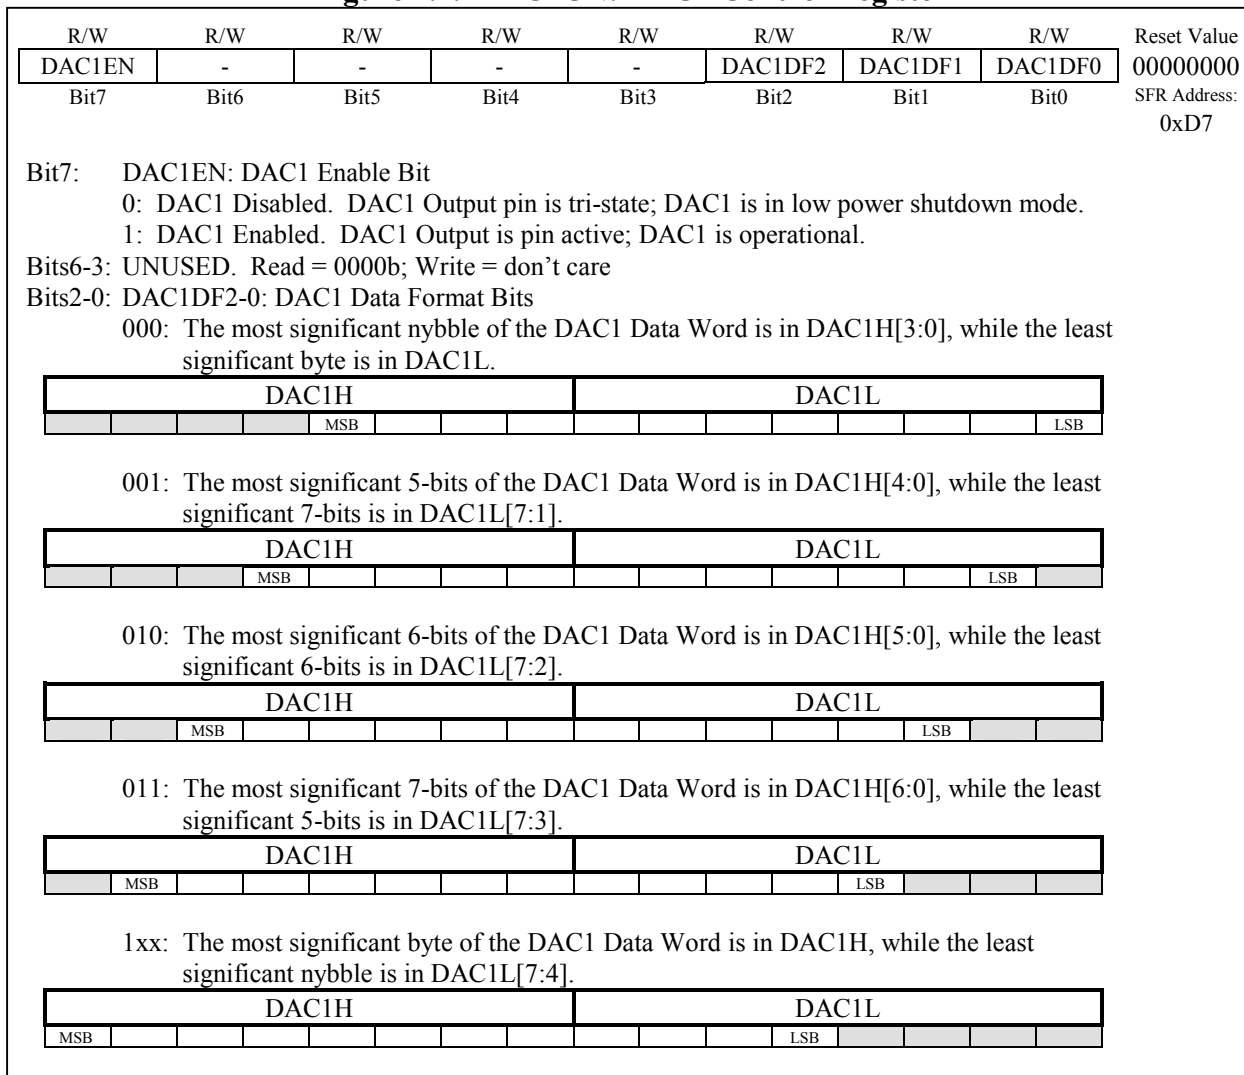 R/W R/W R/W R/W R/W R/W R/W R/W Reset Value
DAC1EN - - - - DAC1DF2 DAC1DF1 DAC1DF0 00000000
Bit7 Bit6 Bit5 Bit4 Bit3 Bit2 Bit1 Bit0 SFR Address:
0xD7
Bit7: DAC1EN: DAC1 Enable Bit
0: DAC1 Disabled. DAC1 Output pin is tri-state; DAC1 is in low power shutdown mode.
1: DAC1 Enabled. DAC1 Output is pin active; DAC1 is operational.
Bits6-3: UNUSED. Read = 0000b; Write = don’t care
Bits2-0: DAC1DF2-0: DAC1 Data Format Bits
000: The most significant nybble of the DAC1 Data Word is in DAC1H[3:0], while the least
significant byte is in DAC1L.
DAC1H DAC1L
MSB LSB
001: The most significant 5-bits of the DAC1 Data Word is in DAC1H[4:0], while the least
significant 7-bits is in DAC1L[7:1].
DAC1H DAC1L
MSB LSB
010: The most significant 6-bits of the DAC1 Data Word is in DAC1H[5:0], while the least
significant 6-bits is in DAC1L[7:2].
DAC1H DAC1L
MSB LSB
011: The most significant 7-bits of the DAC1 Data Word is in DAC1H[6:0], while the least
significant 5-bits is in DAC1L[7:3].
DAC1H DAC1L
MSB LSB
1xx: The most significant byte of the DAC1 Data Word is in DAC1H, while the least
significant nybble is in DAC1L[7:4].
DAC1H DAC1L
MSB LSB